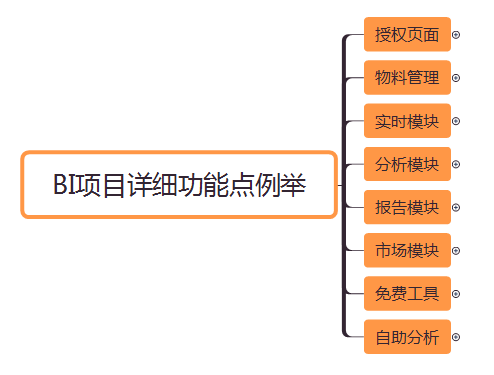 BI项目详细功能点例举
授权页面
物料管理
实时模块
分析模块
报告模块
市场模块
免费工具
自助分析